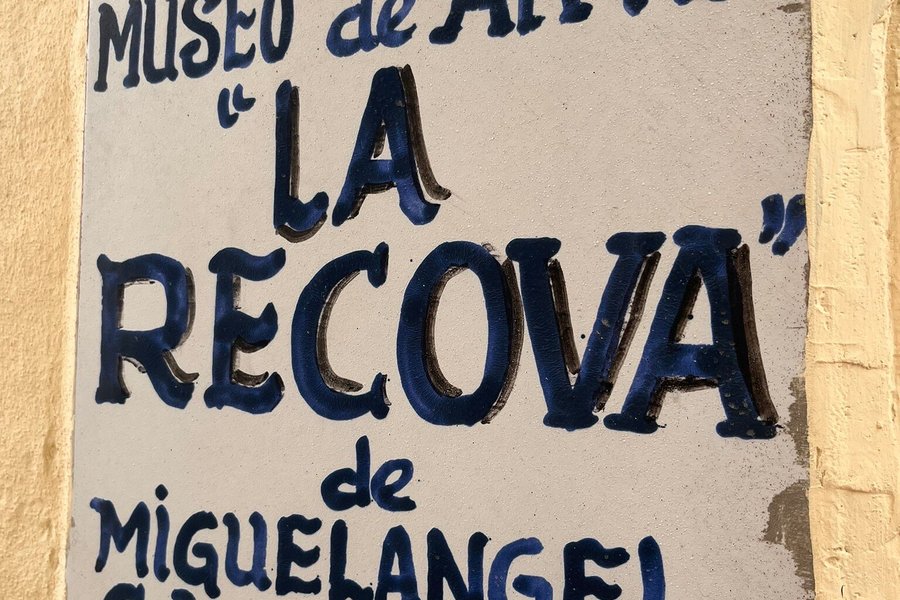 MUSEO de
"LA
RECOVA"
de
MIGUELANGEL